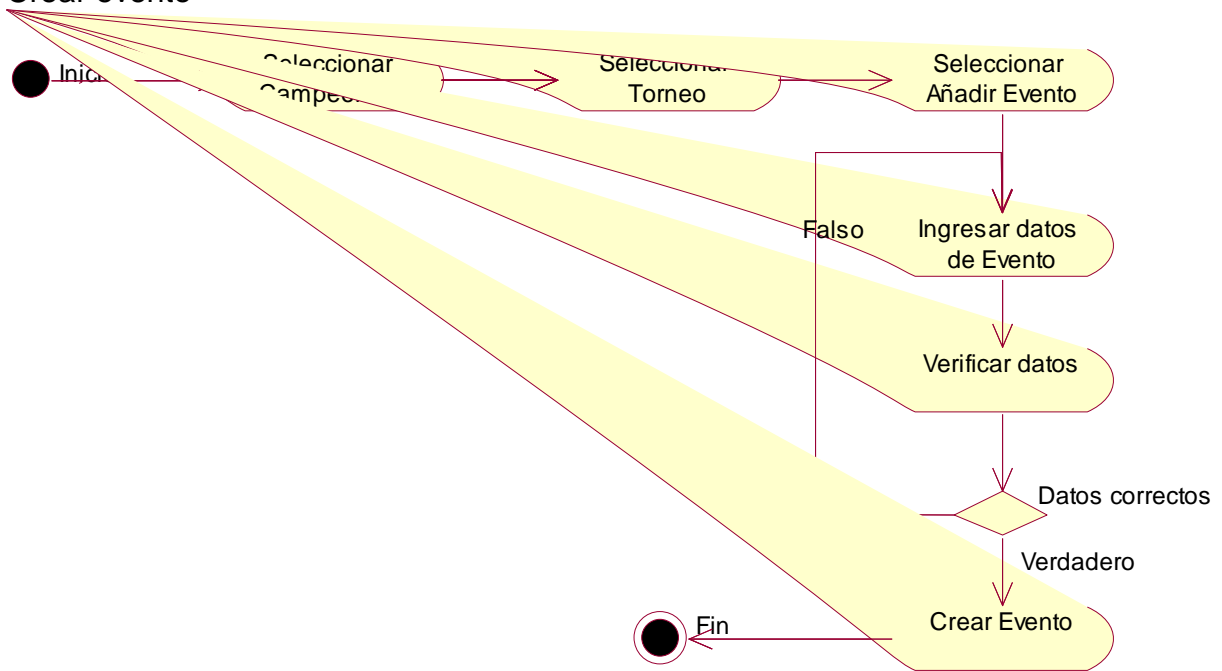 Crear evento
Seleccionar
Torneo
Seleccionar
Añadir Evento
Falso
Ingresar datos
de Evento
Verificar datos
Datos correctos
Verdadero
Crear Evento
Fin